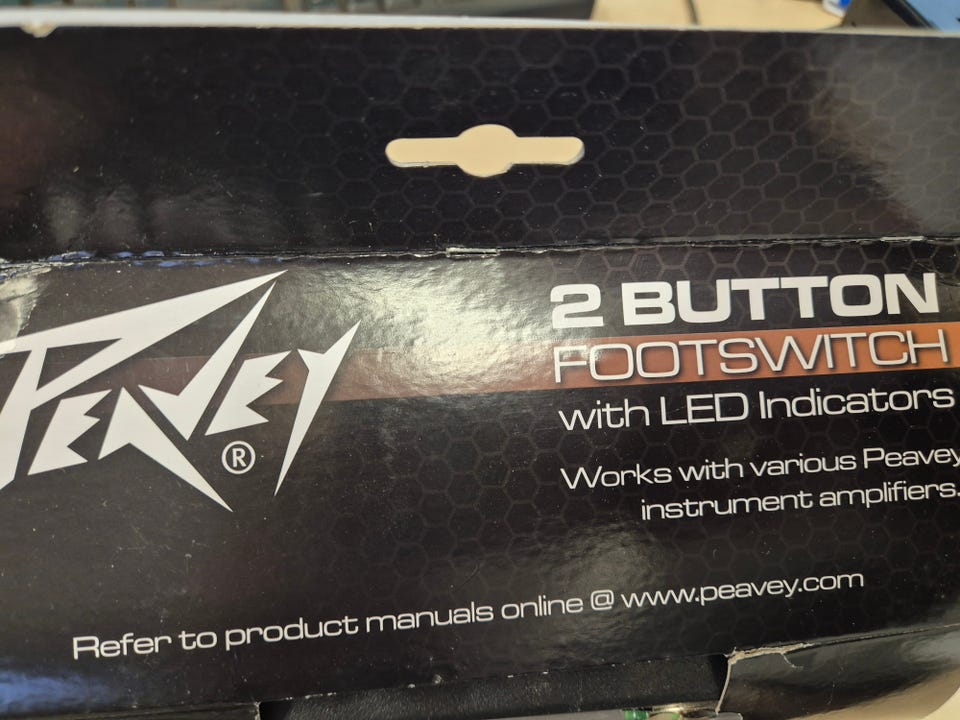 PEAVEY®
2 BUTTON
FOOTSWITCH
with LED Indicators
Works with various Peavey
instrument amplifiers.
Refer to product manuals online @ www.peavey.com